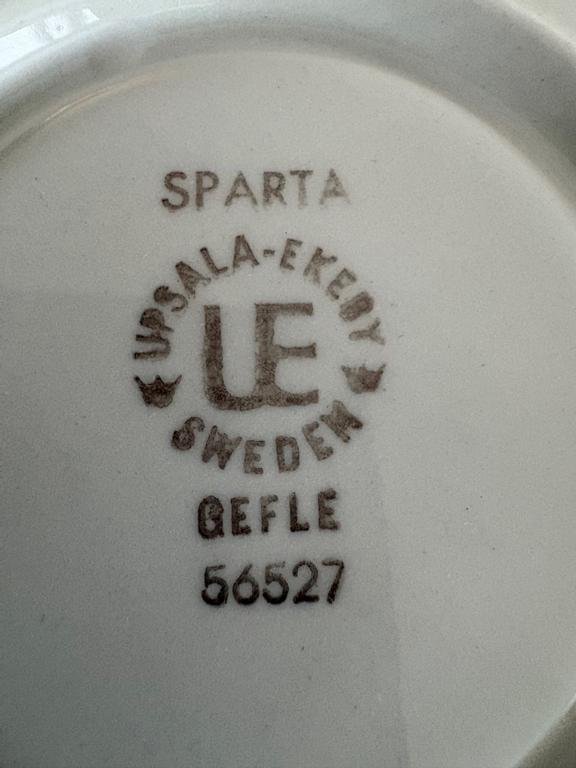 SPARTA
UPSALA-EKEBY
UE
SWEDEN
GEFLE
56527